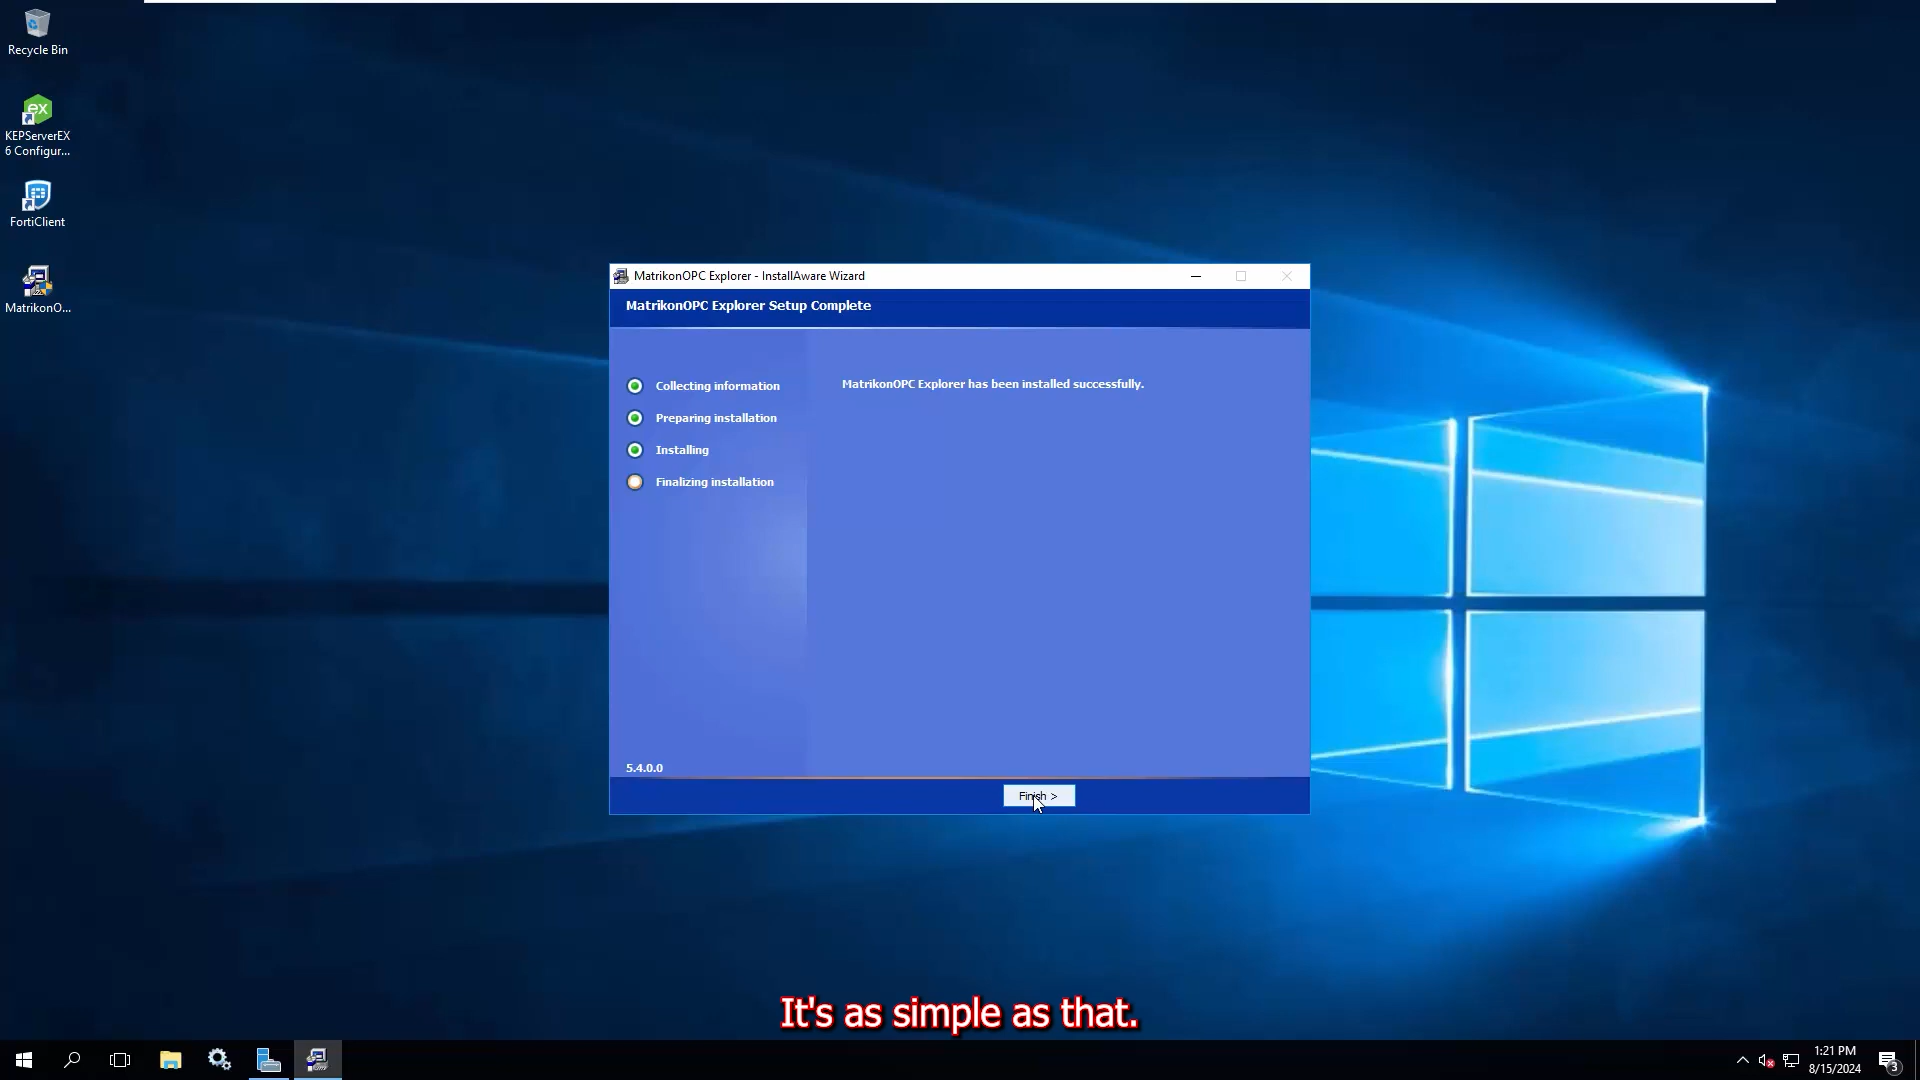 Recycle Bin
KEPServerEX
6 Configur...
FortiClient
MatrikonO...
MatrikonOPC Explorer - InstallAware Wizard
MatrikonOPC Explorer Setup Complete
Collecting information
Preparing installation
Installing
Finalizing installation
MatrikonOPC Explorer has been installed successfully.
5.4.0.0
Finish >
It's as simple as that.
1:21 PM
8/15/2024
3